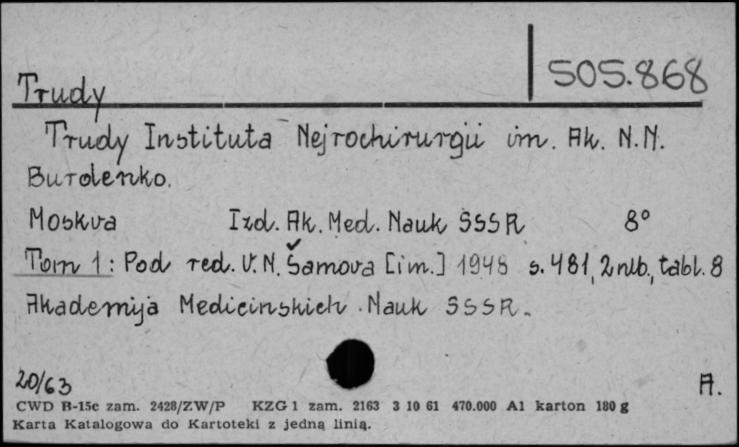 505.868
Trudy
Trudy Instituta Nejrochirurgii im. Ak. N.N.
Burdenko.
Moskva Izd. Ak. Med. Nauk SSSR 8°
Tom 1: Pod red. V.N. Šamova [i m.] 1948 s. 481, 2 nlb., tabl. 8
Akademija Medicinskich Nauk SSSR.
20/63 A.
CWD B-15c zam. 2428/ZW/P KZG 1 zam. 2163 3 10 61 470.000 A1 karton 180 g
Karta Katalogowa do Kartoteki z jedną linią.